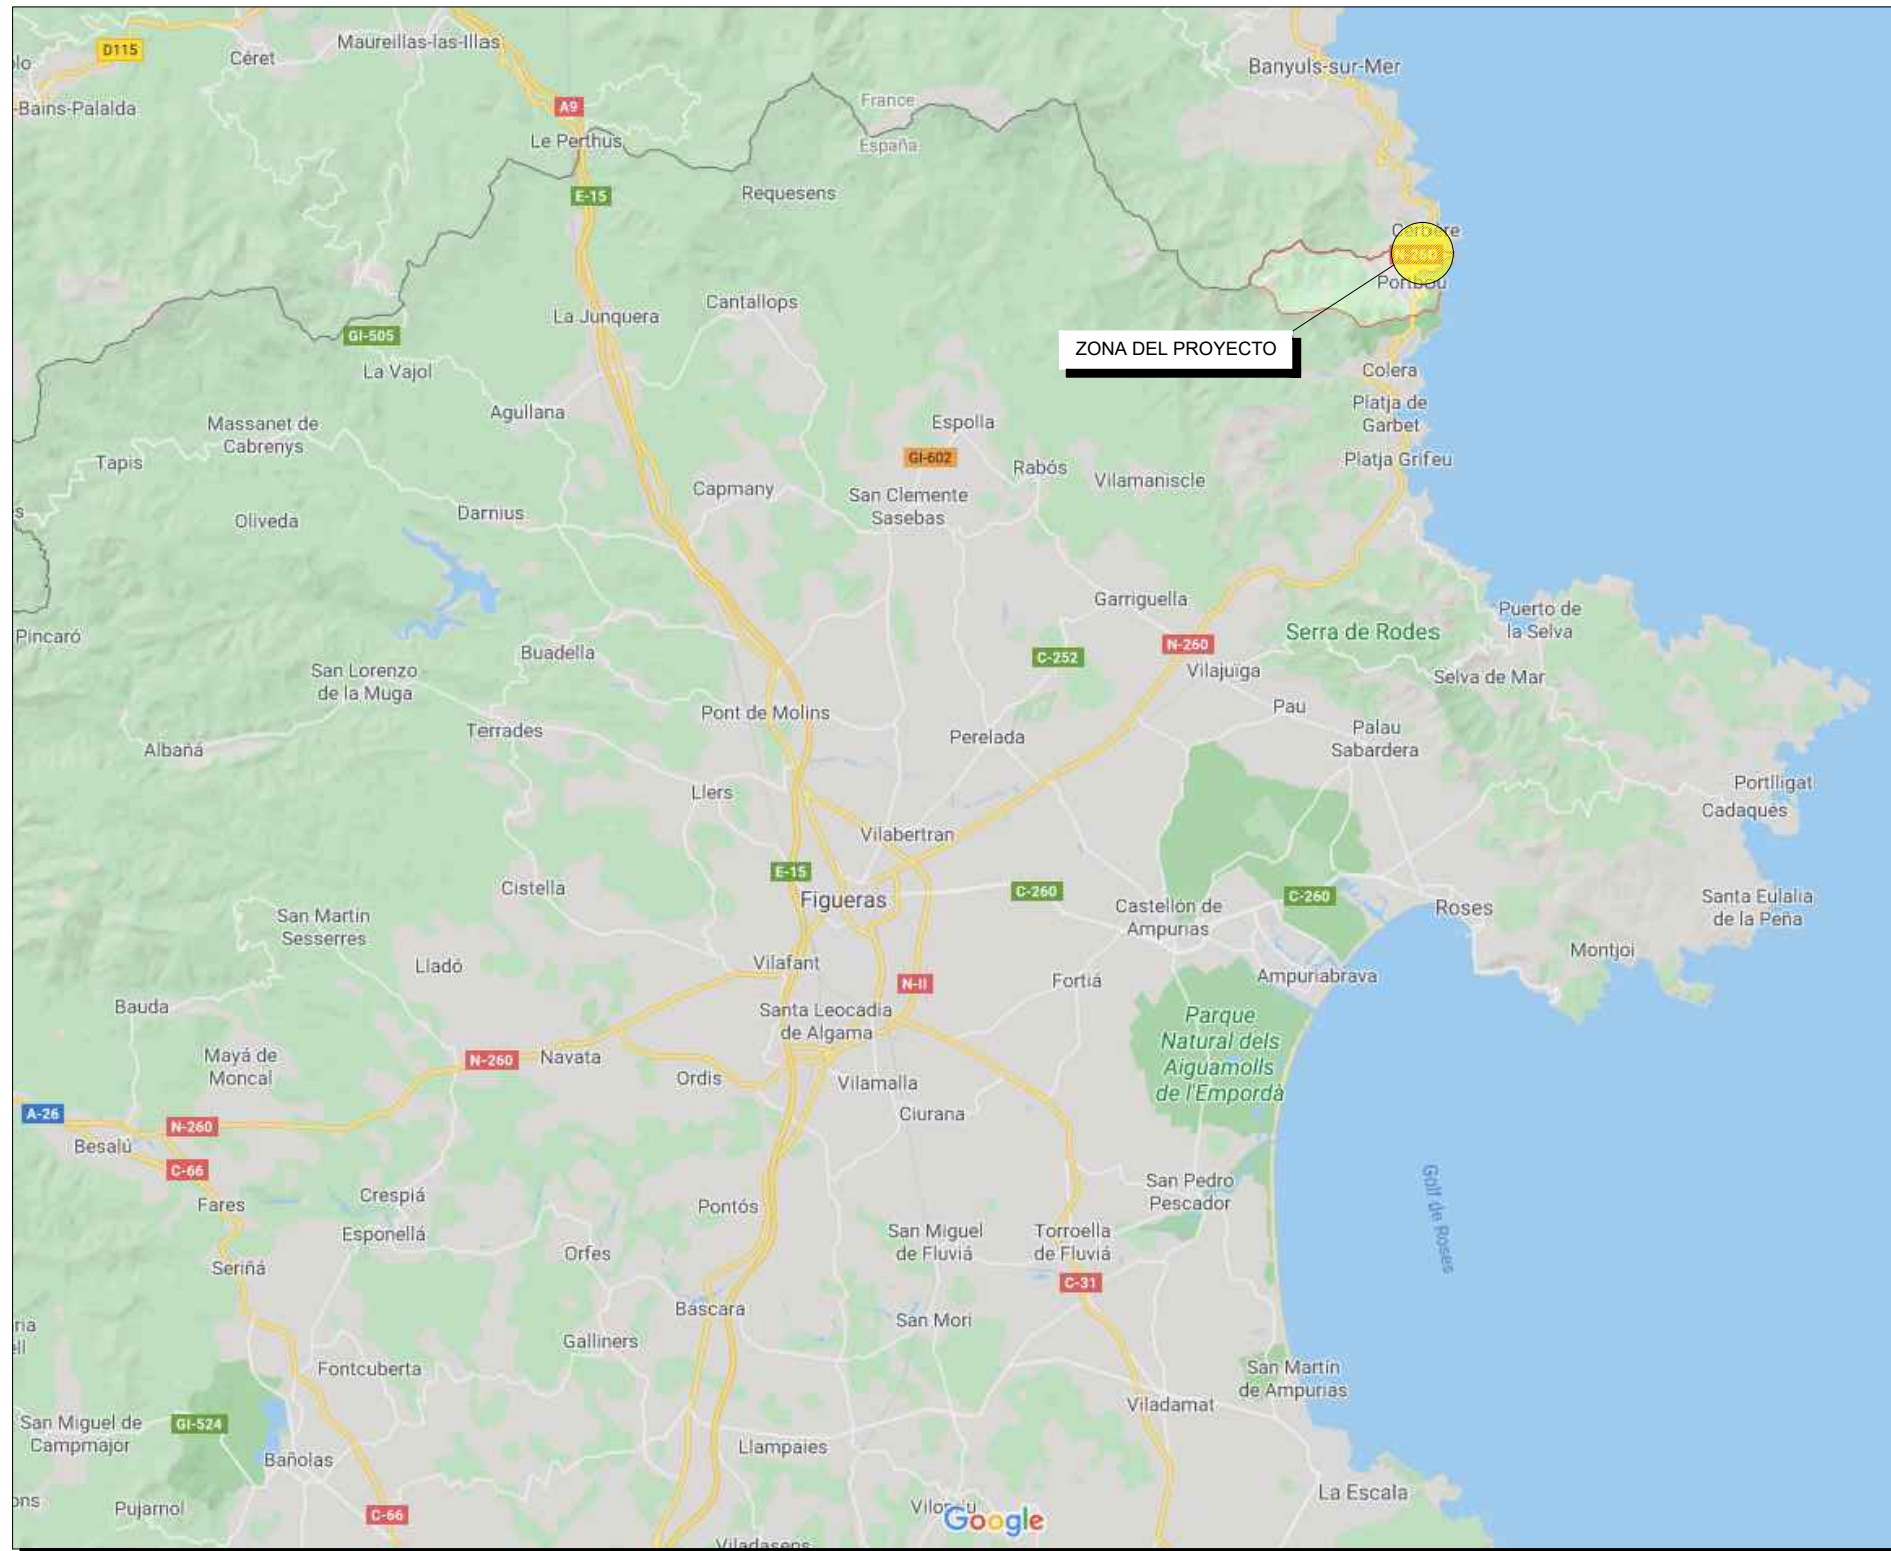 D115
Céret
Maureillas-las-Illas
Banyuls-sur-Mer
-Bains-Palalda
A9
France
Le Perthus
España
E-15
Requesens
Cerbère
N-260
Portbou
Cantallops
La Junquera
GI-505
ZONA DEL PROYECTO
La Vajol
Colera
Agullana
Platja de
Garbet
Massanet de
Cabrenys
Espolla
Tapis
GI-602
Rabós
Platja Grifeu
Vilamaniscle
Capmany
San Clemente
Sasebas
Oliveda
Darnius
Garriguella
Puerto de
la Selva
Pincaró
Serra de Rodes
N-260
Buadella
C-252
San Lorenzo
de la Muga
Vilajuïga
Selva de Mar
Pont de Molins
Pau
Terrades
Perelada
Palau
Sabardera
Albañá
Portlligat
Llers
Cadaqués
Vilabertran
E-15
Cistella
C-260
C-260
Figueras
Santa Eulalia
de la Peña
Castellón de
Ampurias
Roses
San Martin
Sesserres
Montjoi
Lladó
Vilafant
Ampuriabrava
N-II
Fortiá
Bauda
Santa Leocadia
de Algama
Parque
Natural dels
Aiguamolls
de l'Empordà
Mayá de
Moncal
N-260
Navata
Ordis
Vilamalla
A-26
Ciurana
N-260
Besalú
C-66
San Pedro
Pescador
Golf de Roses
Crespiá
Fares
Pontós
Esponellá
San Miguel
de Fluviá
Torroella
de Fluviá
Orfes
Seriñá
C-31
Báscara
San Mori
Galliners
Fontcuberta
San Martín
de Ampurias
Viladamat
San Miguel de
Campmajor
GI-524
Llampaies
Bañolas
La Escala
Pujarnol
C-66
Google
Viladasens